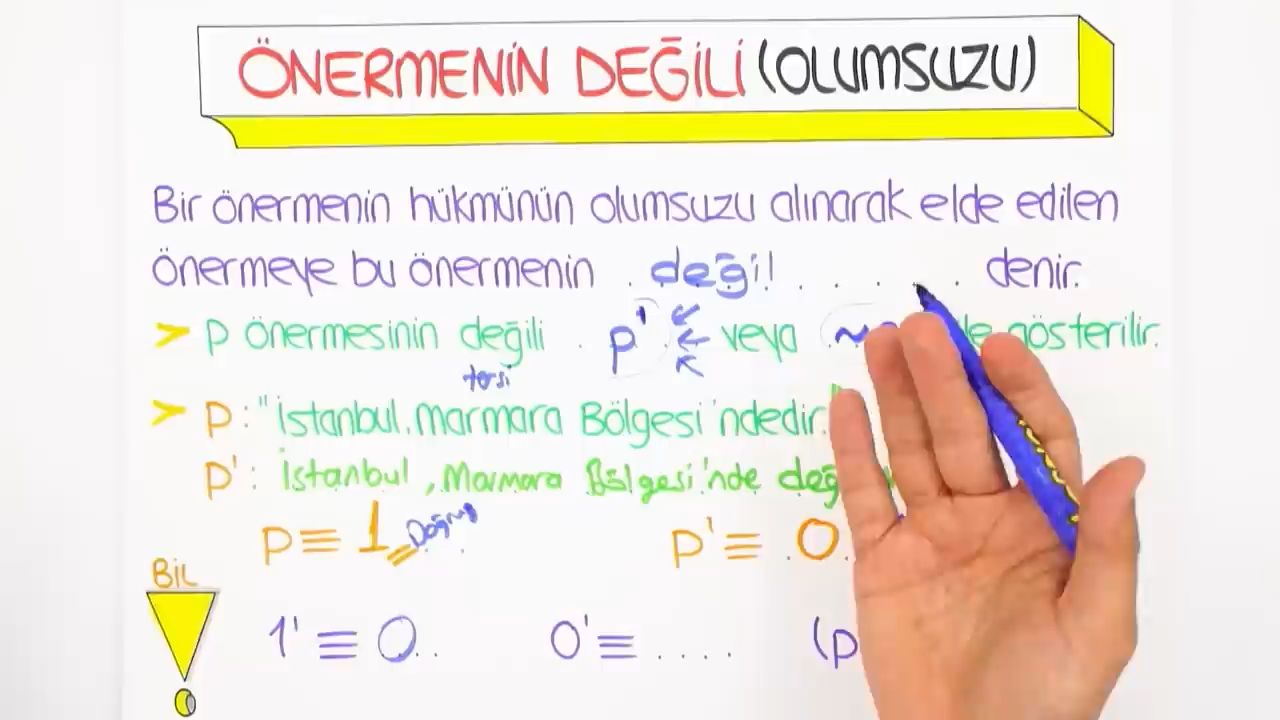 ÖNERMENİN DEĞİLİ (OLUMSUZU)
Bir önermenin hükmünün olumsuzu alınarak elde edilen
önermeye bu önermenin . değil . . . . . denir.
> p önermesinin değili . p' veya ~ gösterilir.
tersi
> p: "İstanbul, Marmara Bölgesi'ndedir."
p': İstanbul, Marmara Bölgesi'nde
p ≡ 1 Doğru p' ≡ 0
BİL
1' ≡ 0.. 0' ≡ .... (p